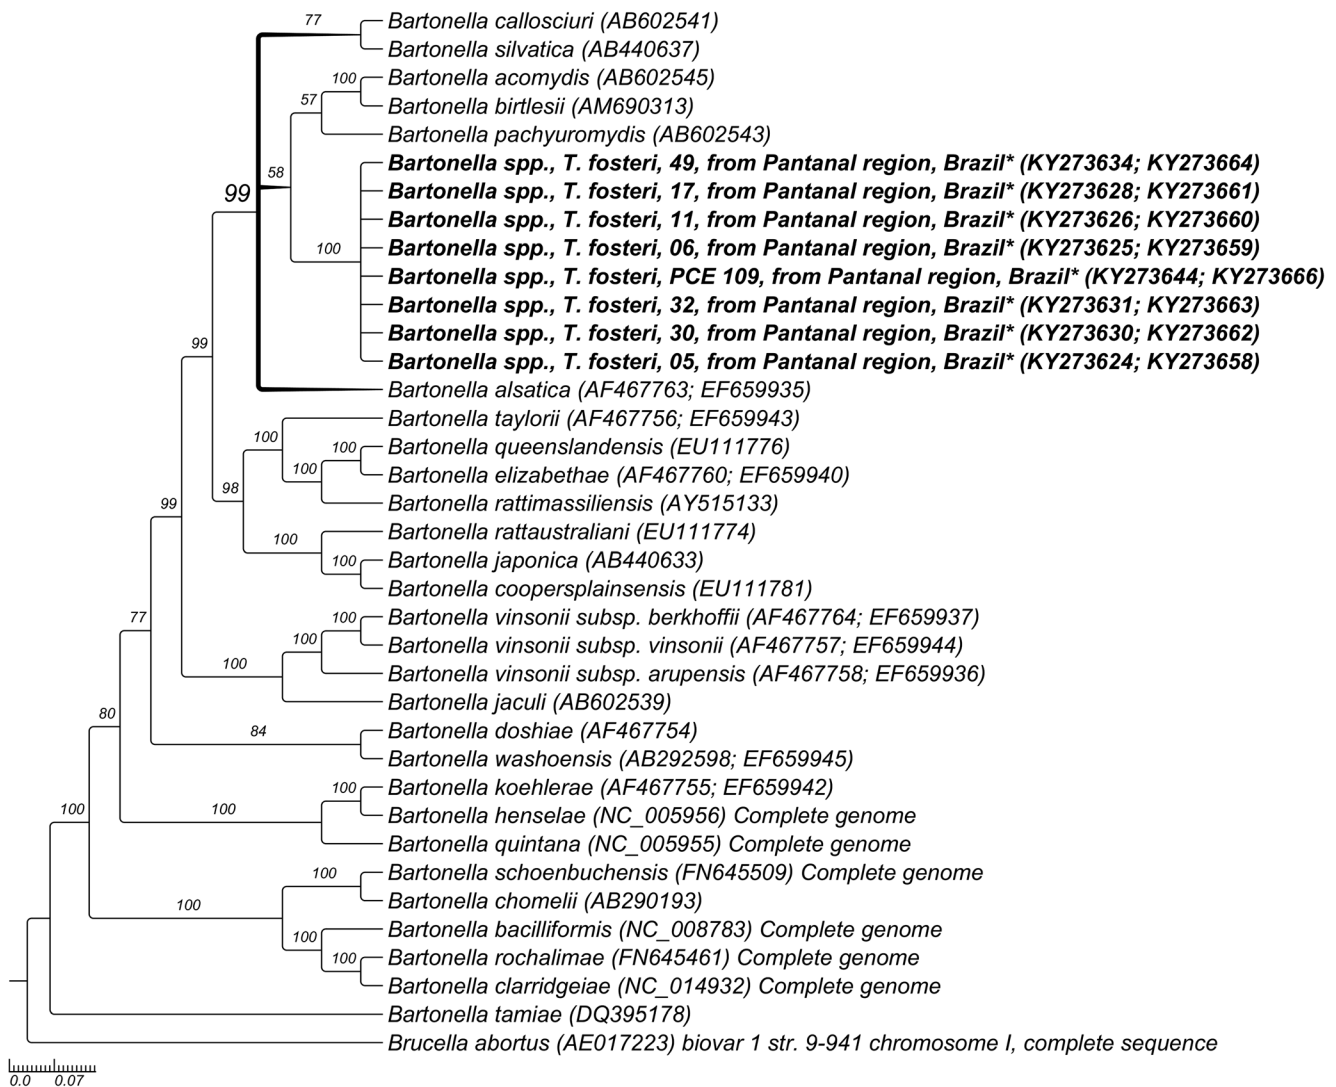 77
Bartonella callosciuri (AB602541)
Bartonella silvatica (AB440637)
100
Bartonella acomydis (AB602545)
57
Bartonella birtlesii (AM690313)
Bartonella pachyuromydis (AB602543)
Bartonella spp., T. fosteri, 49, from Pantanal region, Brazil* (KY273634; KY273664)
58
99
Bartonella spp., T. fosteri, 17, from Pantanal region, Brazil* (KY273628; KY273661)
Bartonella spp., T. fosteri, 11, from Pantanal region, Brazil* (KY273626; KY273660)
100
Bartonella spp., T. fosteri, 06, from Pantanal region, Brazil* (KY273625; KY273659)
Bartonella spp., T. fosteri, PCE 109, from Pantanal region, Brazil* (KY273644; KY273666)
Bartonella spp., T. fosteri, 32, from Pantanal region, Brazil* (KY273631; KY273663)
99
Bartonella spp., T. fosteri, 30, from Pantanal region, Brazil* (KY273630; KY273662)
Bartonella spp., T. fosteri, 05, from Pantanal region, Brazil* (KY273624; KY273658)
Bartonella alsatica (AF467763; EF659935)
Bartonella taylorii (AF467756; EF659943)
100
100
Bartonella queenslandensis (EU111776)
100
Bartonella elizabethae (AF467760; EF659940)
98
Bartonella rattimassiliensis (AY515133)
99
Bartonella rattaustraliani (EU111774)
100
100
Bartonella japonica (AB440633)
Bartonella coopersplainsensis (EU111781)
77
100
Bartonella vinsonii subsp. berkhoffii (AF467764; EF659937)
100
Bartonella vinsonii subsp. vinsonii (AF467757; EF659944)
100
Bartonella vinsonii subsp. arupensis (AF467758; EF659936)
Bartonella jaculi (AB602539)
80
84
Bartonella doshiae (AF467754)
Bartonella washoensis (AB292598; EF659945)
100
Bartonella koehlerae (AF467755; EF659942)
100
100
Bartonella henselae (NC_005956) Complete genome
Bartonella quintana (NC_005955) Complete genome
100
Bartonella schoenbuchensis (FN645509) Complete genome
100
Bartonella chomelii (AB290193)
100
Bartonella bacilliformis (NC_008783) Complete genome
100
Bartonella rochalimae (FN645461) Complete genome
Bartonella clarridgeiae (NC_014932) Complete genome
Bartonella tamiae (DQ395178)
Brucella abortus (AE017223) biovar 1 str. 9-941 chromosome I, complete sequence
0.0 0.07